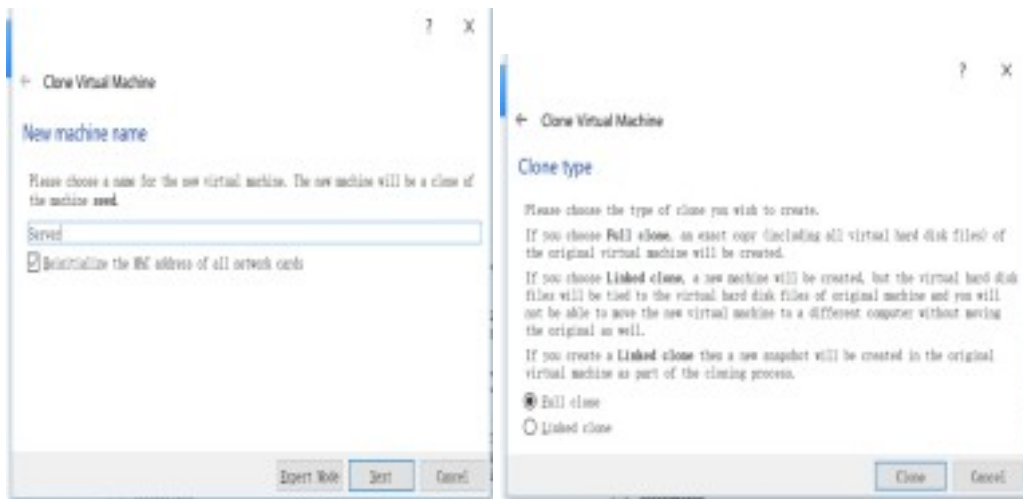 ? X
← Clone Virtual Machine
New machine name
Please choose a name for the new virtual machine. The new machine will be a clone of
the machine seed.
Server
Reinitialize the MAC address of all network cards
Expert Mode Next Cancel
? X
← Clone Virtual Machine
Clone type
Please choose the type of clone you wish to create.
If you choose Full clone, an exact copy (including all virtual hard disk files) of
the original virtual machine will be created.
If you choose Linked clone, a new machine will be created, but the virtual hard disk
files will be tied to the virtual hard disk files of original machine and you will
not be able to move the new virtual machine to a different computer without moving
the original as well.
If you create a Linked clone then a new snapshot will be created in the original
virtual machine as part of the cloning process.
Full clone
Linked clone
Clone Cancel